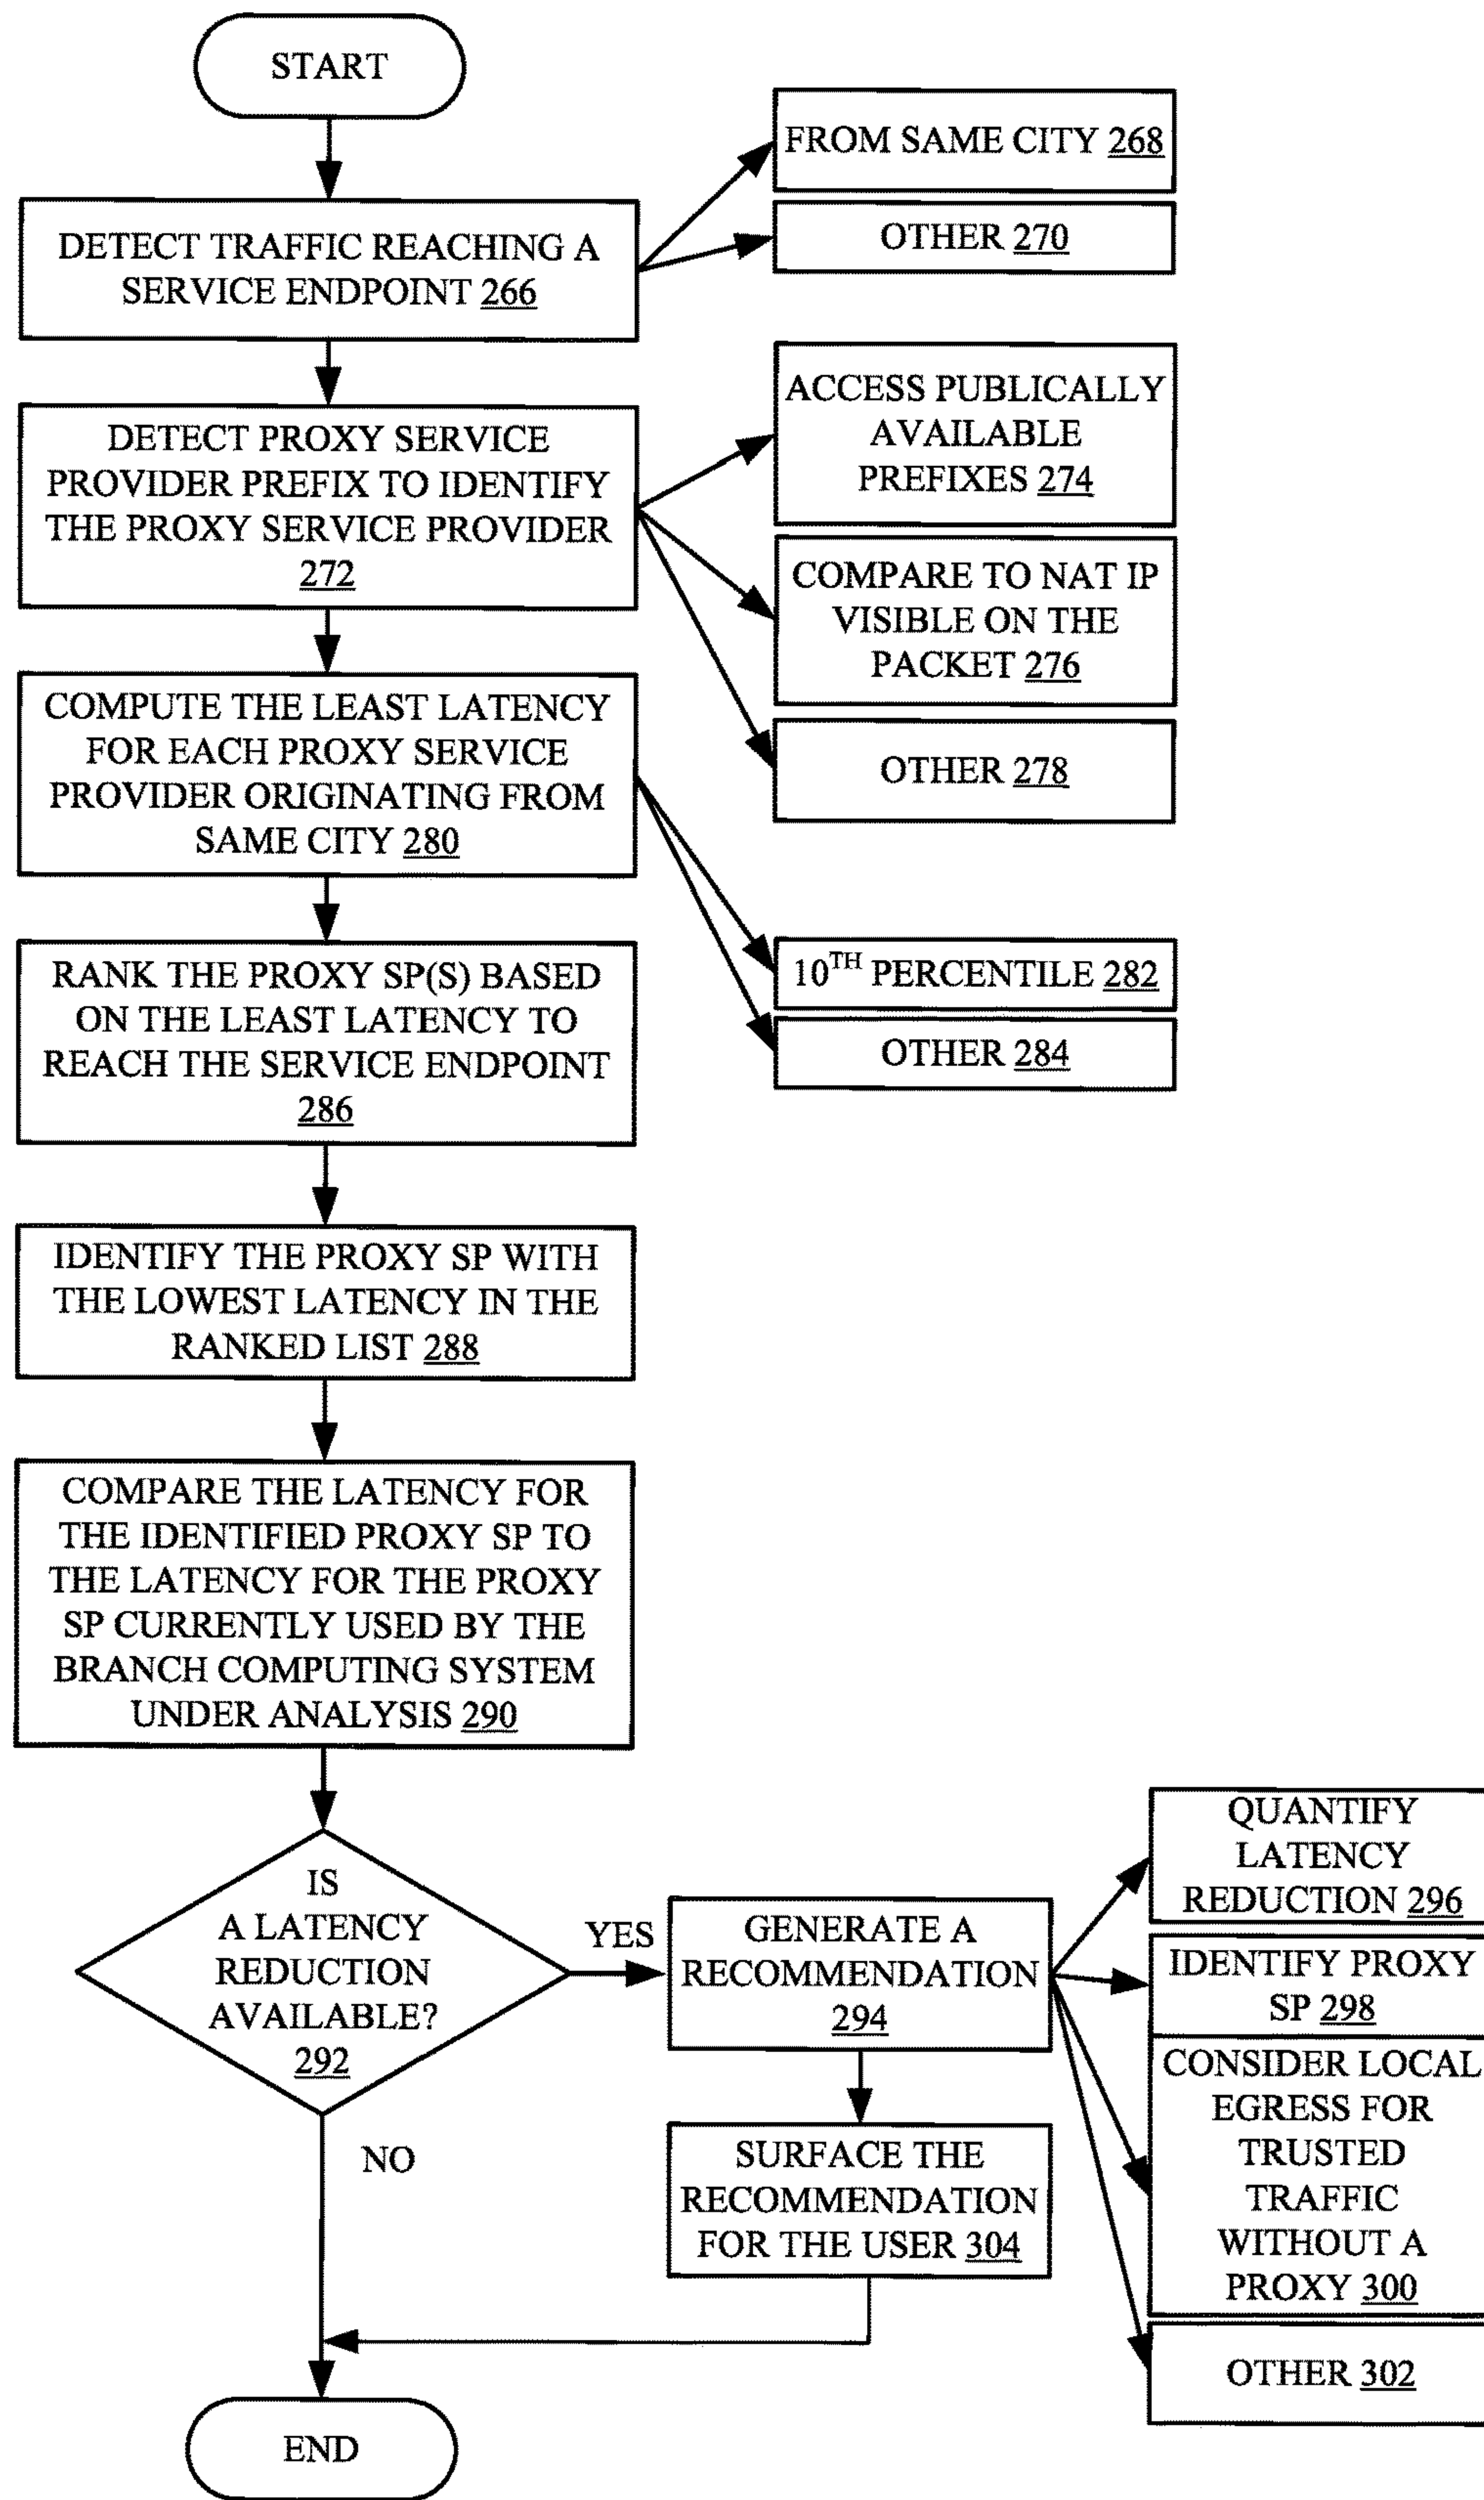 START
DETECT TRAFFIC REACHING A
SERVICE ENDPOINT 266
FROM SAME CITY 268
OTHER 270
DETECT PROXY SERVICE
PROVIDER PREFIX TO IDENTIFY
THE PROXY SERVICE PROVIDER
272
ACCESS PUBLICALLY
AVAILABLE
PREFIXES 274
COMPARE TO NAT IP
VISIBLE ON THE
PACKET 276
OTHER 278
COMPUTE THE LEAST LATENCY
FOR EACH PROXY SERVICE
PROVIDER ORIGINATING FROM
SAME CITY 280
10TH PERCENTILE 282
OTHER 284
RANK THE PROXY SP(S) BASED
ON THE LEAST LATENCY TO
REACH THE SERVICE ENDPOINT
286
IDENTIFY THE PROXY SP WITH
THE LOWEST LATENCY IN THE
RANKED LIST 288
COMPARE THE LATENCY FOR
THE IDENTIFIED PROXY SP TO
THE LATENCY FOR THE PROXY
SP CURRENTLY USED BY THE
BRANCH COMPUTING SYSTEM
UNDER ANALYSIS 290
IS
A LATENCY
REDUCTION
AVAILABLE?
292
YES
NO
GENERATE A
RECOMMENDATION
294
QUANTIFY
LATENCY
REDUCTION 296
IDENTIFY PROXY
SP 298
CONSIDER LOCAL
EGRESS FOR
TRUSTED
TRAFFIC
WITHOUT A
PROXY 300
OTHER 302
SURFACE THE
RECOMMENDATION
FOR THE USER 304
END